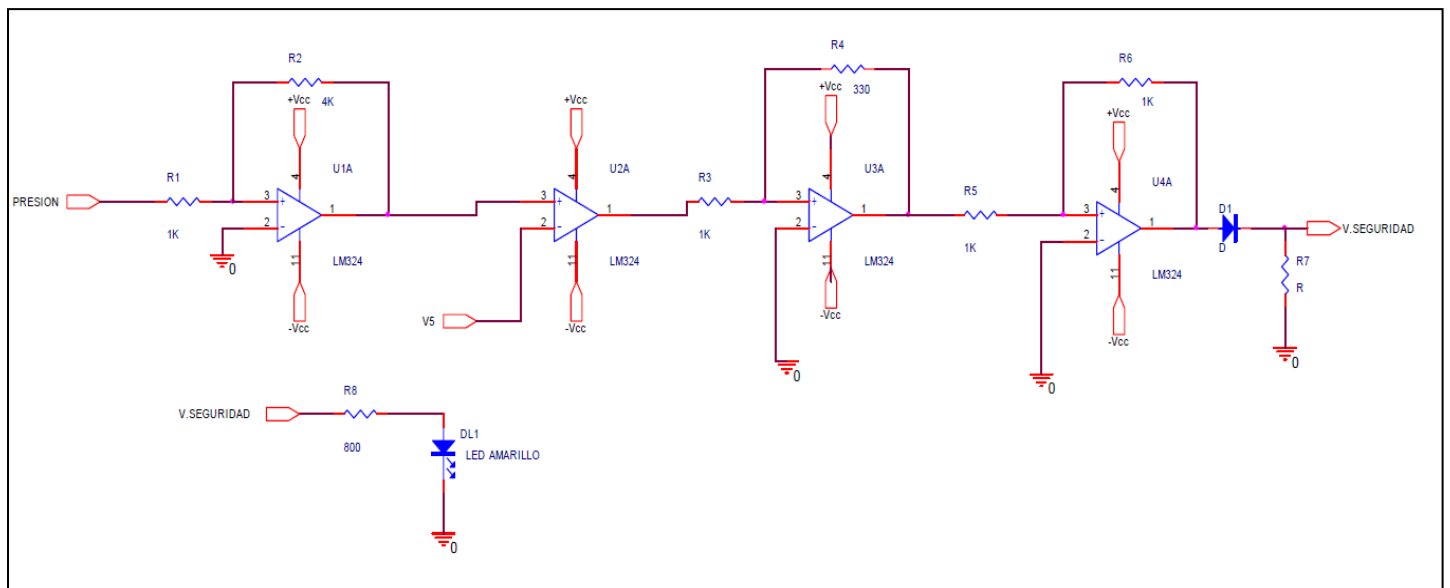 R2
4K
+Vcc
4
U1A
PRESION
R1
1K
3
+
2
-
1
11
LM324
-Vcc
0
+Vcc
4
U2A
3
+
2
-
1
11
LM324
-Vcc
V5
R3
1K
R4
330
+Vcc
4
U3A
3
+
2
-
1
11
LM324
-Vcc
0
R5
1K
R6
1K
+Vcc
4
U4A
3
+
2
-
1
11
LM324
-Vcc
0
D1
D
V.SEGURIDAD
R7
R
0
V.SEGURIDAD
R8
800
DL1
LED AMARILLO
0